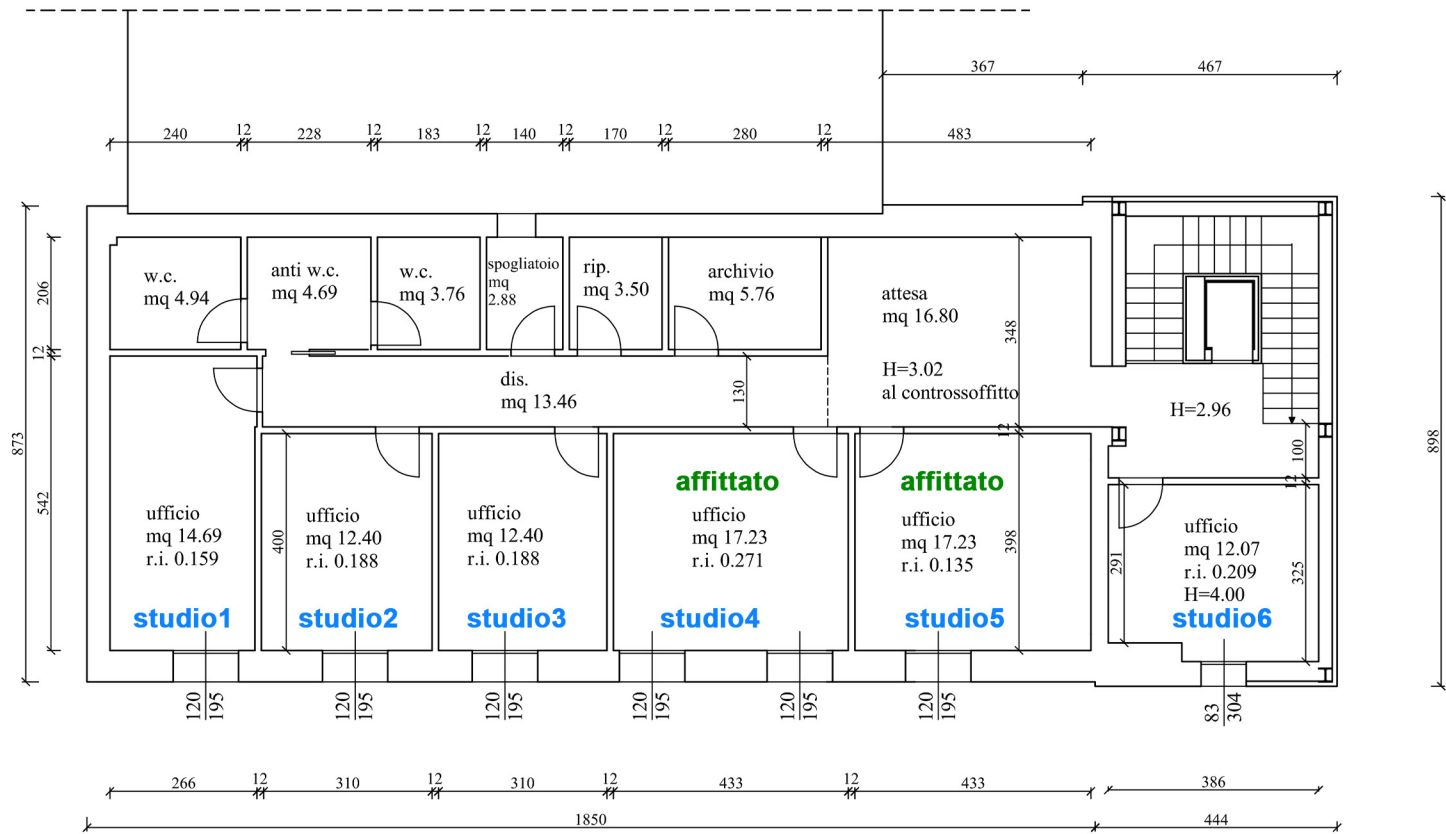 367
467
240
12
228
12
183
12
140
12
170
12
280
12
483
w.c.
mq 4.94
anti w.c.
mq 4.69
w.c.
mq 3.76
spogliatoio
mq
2.88
rip.
mq 3.50
archivio
mq 5.76
attesa
mq 16.80
H=3.02
al controssoffitto
348
206
12
542
873
dis.
mq 13.46
130
H=2.96
100
12
898
12
affittato
affittato
ufficio
mq 14.69
r.i. 0.159
studio1
400
ufficio
mq 12.40
r.i. 0.188
studio2
ufficio
mq 12.40
r.i. 0.188
studio3
ufficio
mq 17.23
r.i. 0.271
studio4
ufficio
mq 17.23
r.i. 0.135
studio5
398
291
ufficio
mq 12.07
r.i. 0.209
H=4.00
studio6
325
120
195
120
195
120
195
120
195
120
195
120
195
83
304
266
12
310
12
310
12
433
12
433
386
1850
444